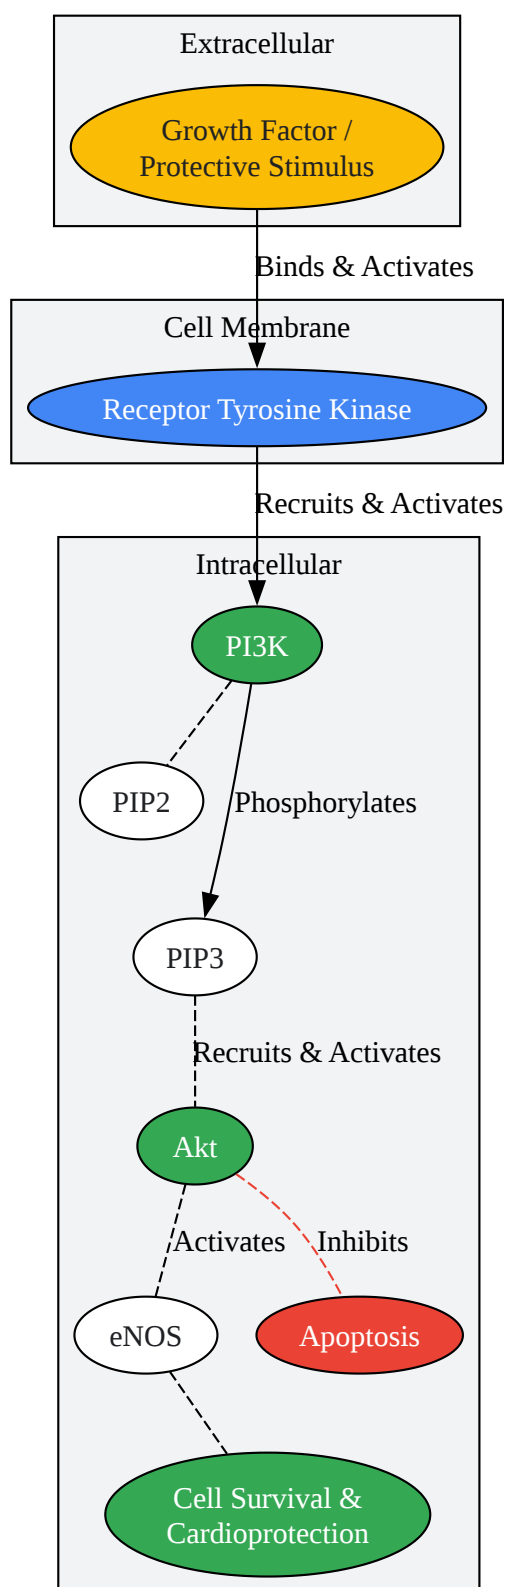 Extracellular
Growth Factor /
Protective Stimulus
Binds & Activates
Cell Membrane
Receptor Tyrosine Kinase
Recruits & Activates
Intracellular
PI3K
PIP2
Phosphorylates
PIP3
Recruits & Activates
Akt
Activates
Inhibits
eNOS
Apoptosis
Cell Survival &
Cardioprotection